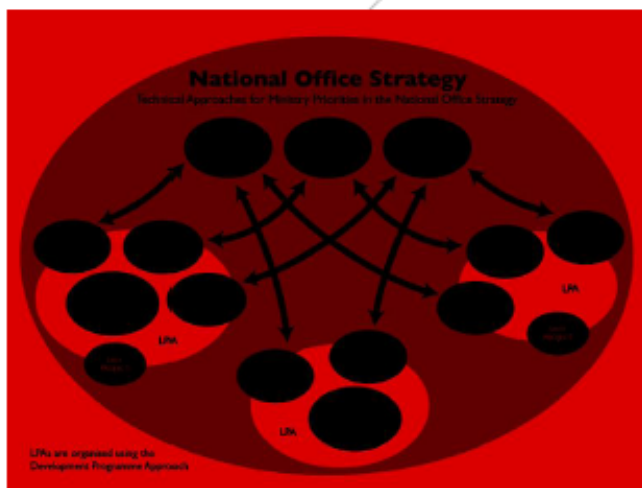 National Office Strategy
Technical Approaches for Ministry Priorities in the National Office Strategy
LPA
LPA
LPA
LPAs are organised using the
Development Programme Approach